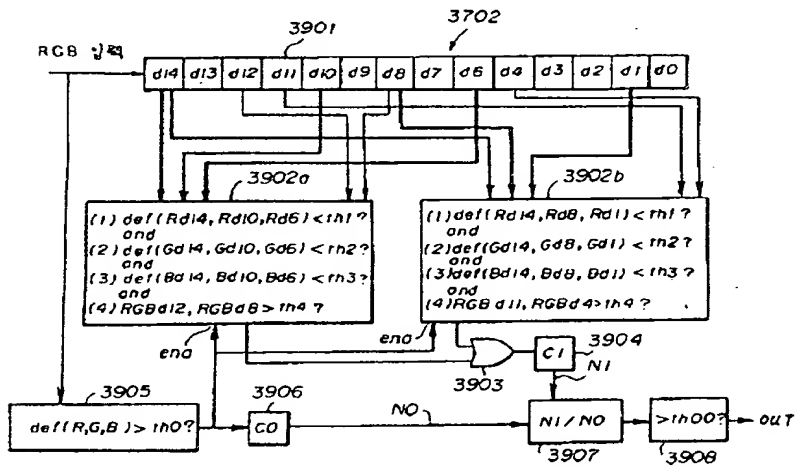 3901
3702
RGB 입력
d14 d13 d12 d11 d10 d9 d8 d7 d6 d4 d3 d2 d1 d0
3902a
3902b
(1) def(Rd14,Rd10,Rd6)<th1?
and
(2) def(Gd14,Gd10,Gd6)<th2?
and
(3) def(Bd14,Bd10,Bd6)<th3?
and
(4) RGBd12, RGBd8>th4?
(1) def(Rd14,Rd8,Rd1)<th1?
and
(2) def(Gd14,Gd8,Gd1)<th2?
and
(3) def(Bd14,Bd8,Bd1)<th3?
and
(4) RGBd11, RGBd4>th4?
ena
ena
3903
C1
3904
N1
3905
def(R,G,B)>th0?
3906
C0
N0
N1/N0
3907
>th00?
3908
OUT